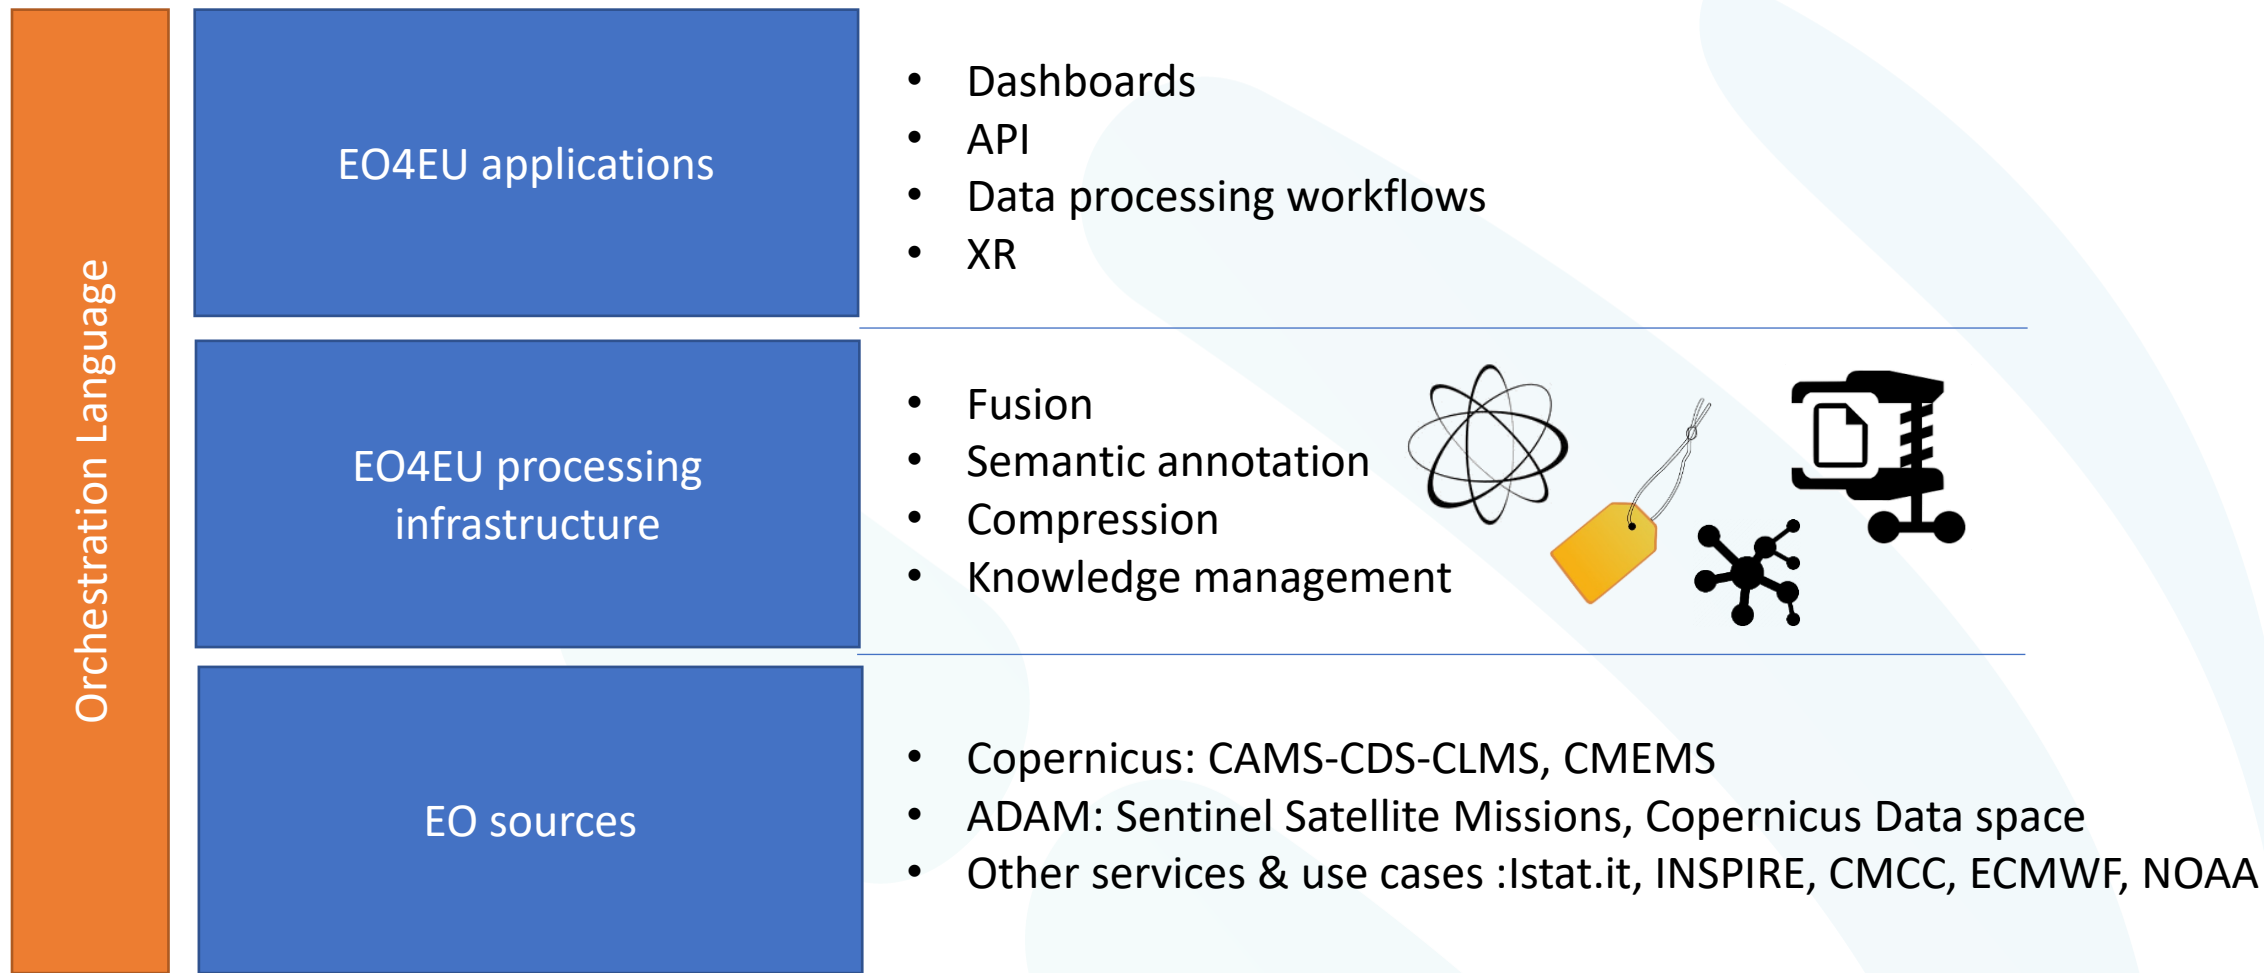 Orchestration Language
EO4EU applications
• Dashboards
• API
• Data processing workflows
• XR
EO4EU processing
infrastructure
• Fusion
• Semantic annotation
• Compression
• Knowledge management
EO sources
• Copernicus: CAMS-CDS-CLMS, CMEMS
• ADAM: Sentinel Satellite Missions, Copernicus Data space
• Other services & use cases :Istat.it, INSPIRE, CMCC, ECMWF, NOAA